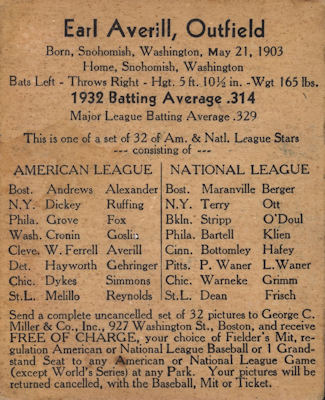 Earl Averill, Outfield
Born, Snohomish, Washington, May 21, 1903
Home, Snohomish, Washington
Bats Left - Throws Right - Hgt. 5 ft. 10½ in. - Wgt 165 lbs.
1932 Batting Average .314
Major League Batting Average .329
This is one of a set of 32 of Am. & Natl. League Stars
--- consisting of ---
AMERICAN LEAGUE NATIONAL LEAGUE
Bost. Andrews Alexander Bost. Maranville Berger
N.Y. Dickey Ruffing N.Y. Terry Ott
Phila. Grove Fox Bkln. Stripp O'Doul
Wash. Cronin Goslin Phila. Bartell Klien
Cleve. W. Ferrell Averill Cinn. Bottomley Hafey
Det. Hayworth Gehringer Pitts. P. Waner L. Waner
Chic. Dykes Simmons Chic. Warneke Grimm
St.L. Melillo Reynolds St.L. Dean Frisch
Send a complete uncancelled set of 32 pictures to George C.
Miller & Co., Inc., 927 Washington St., Boston, and receive
FREE OF CHARGE, your choice of Fielder's Mit, re-
gulation American or National League Baseball or 1 Grand-
stand Seat to any American or National League Game
(except World's Series) at any Park. Your pictures will be
returned cancelled, with the Baseball, Mit or Ticket.